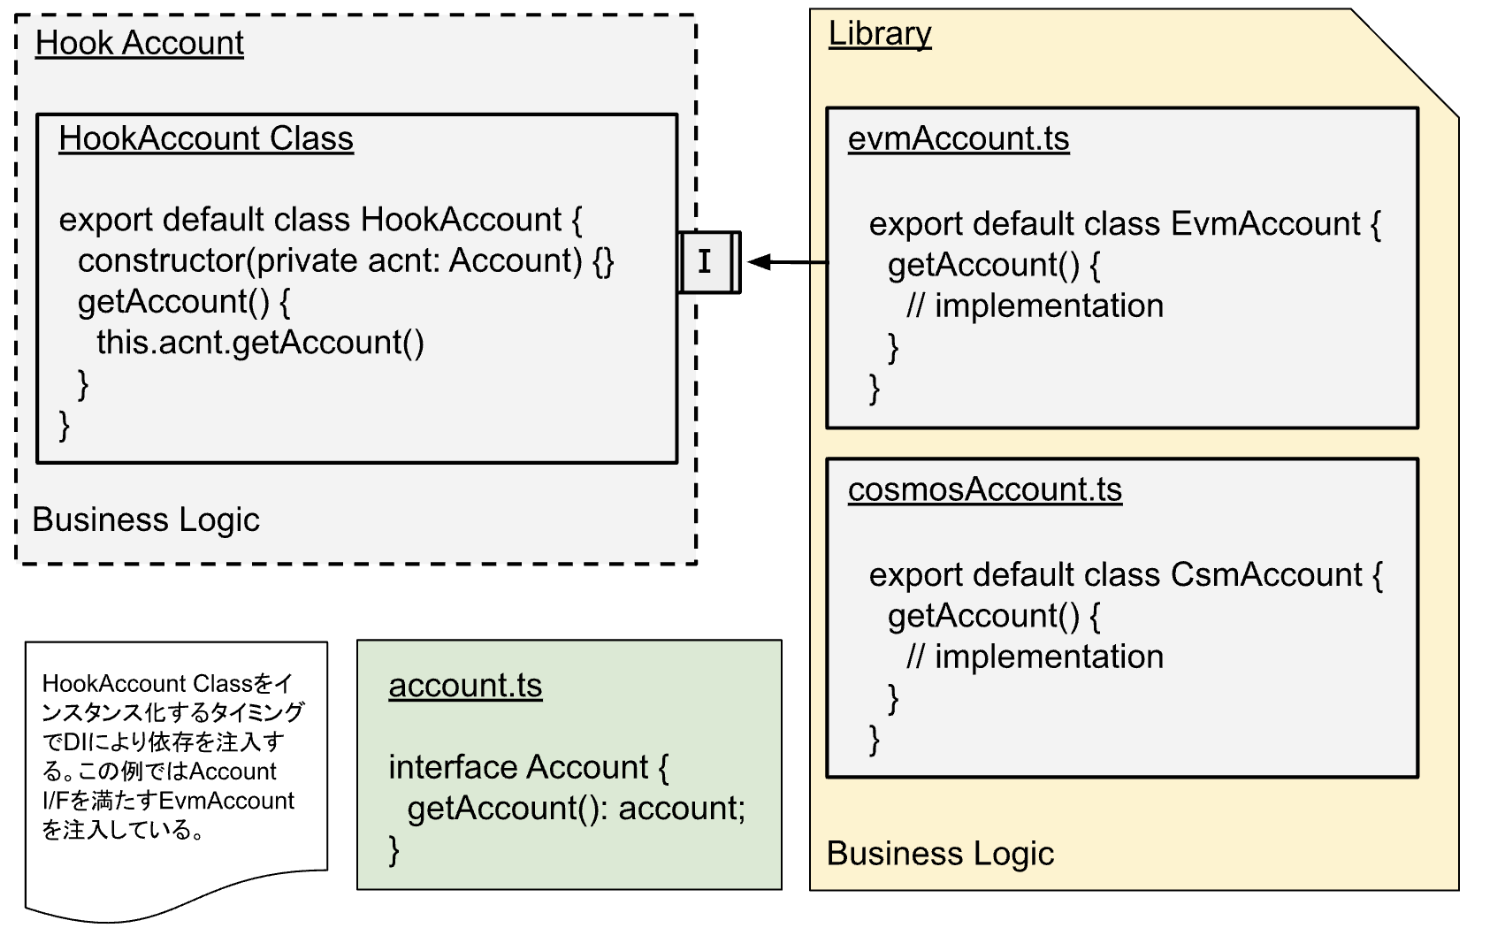 Hook Account
HookAccount Class
export default class HookAccount {
constructor(private acnt: Account) {}
getAccount() {
this.acnt.getAccount()
}
}
Business Logic
I
Library
evmAccount.ts
export default class EvmAccount {
getAccount() {
// implementation
}
}
cosmosAccount.ts
export default class CsmAccount {
getAccount() {
// implementation
}
}
Business Logic
HookAccount Classをイ
ンスタンス化するタイミング
でDIにより依存を注入す
る。この例ではAccount
I/Fを満たすEvmAccount
を注入している。
account.ts
interface Account {
getAccount(): account;
}